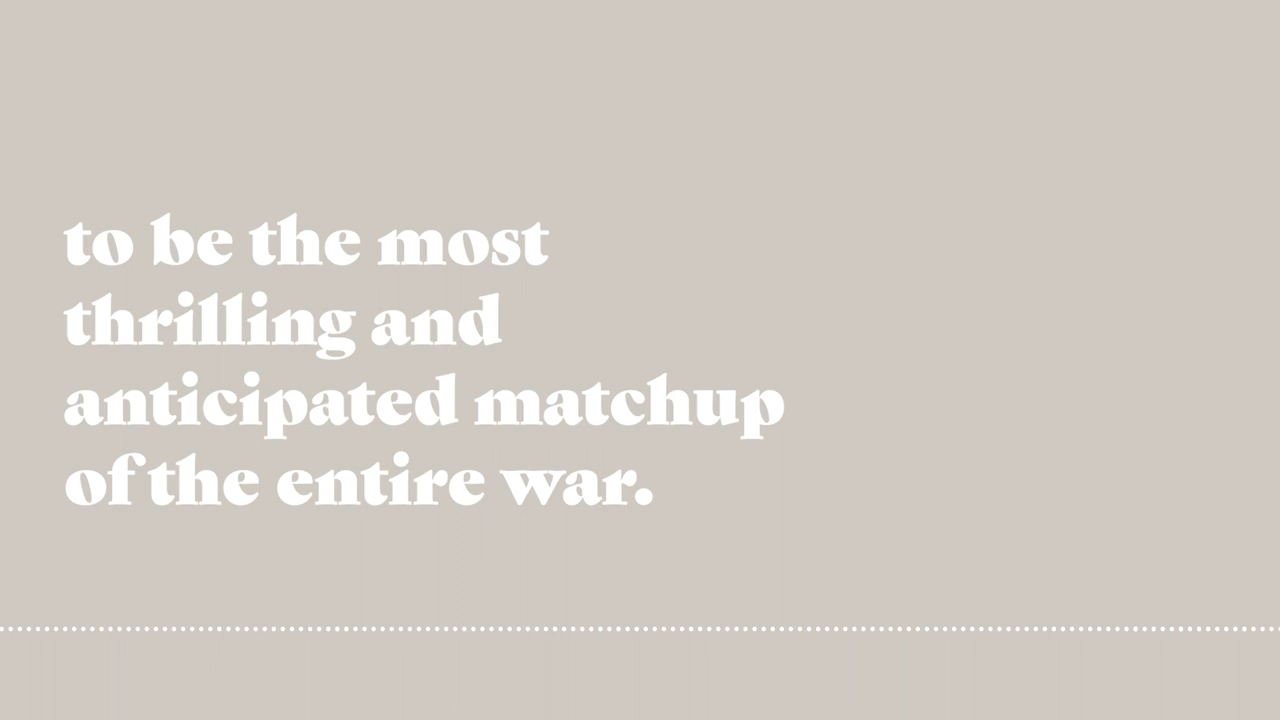 to be the most
thrilling and
anticipated matchup
of the entire war.